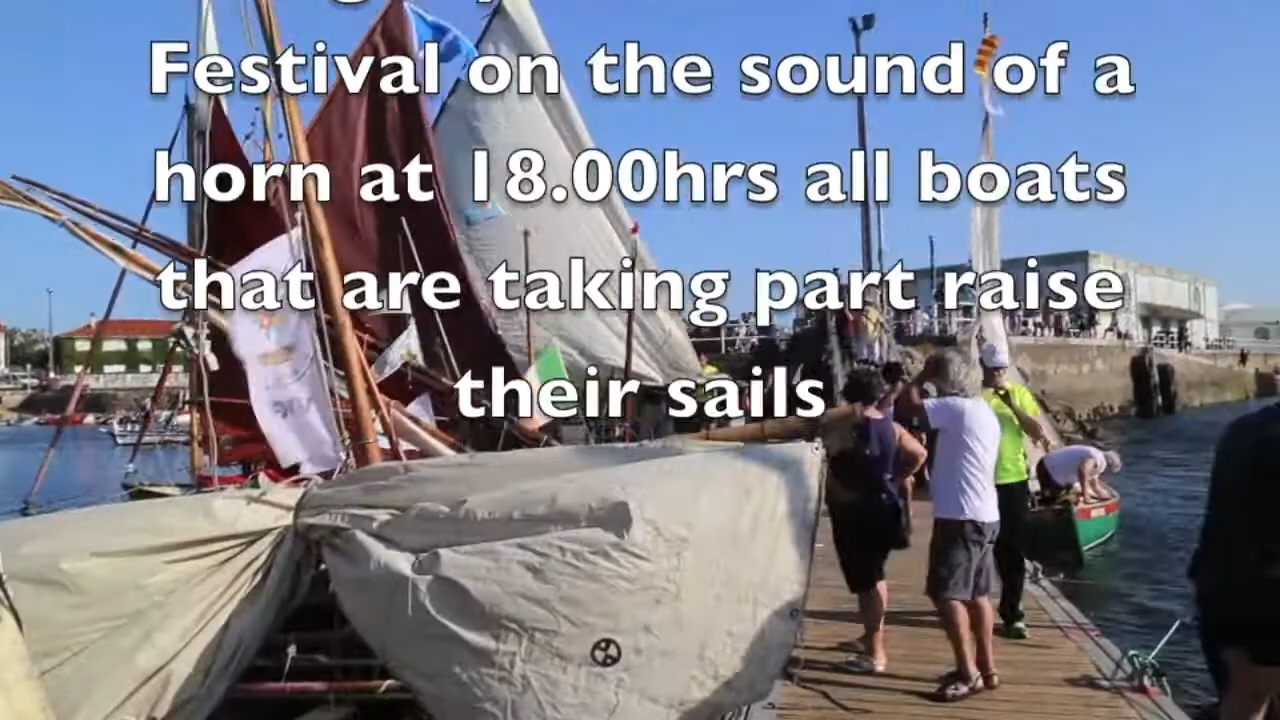 Festival on the sound of a
horn at 18.00hrs all boats
that are taking part raise
their sails